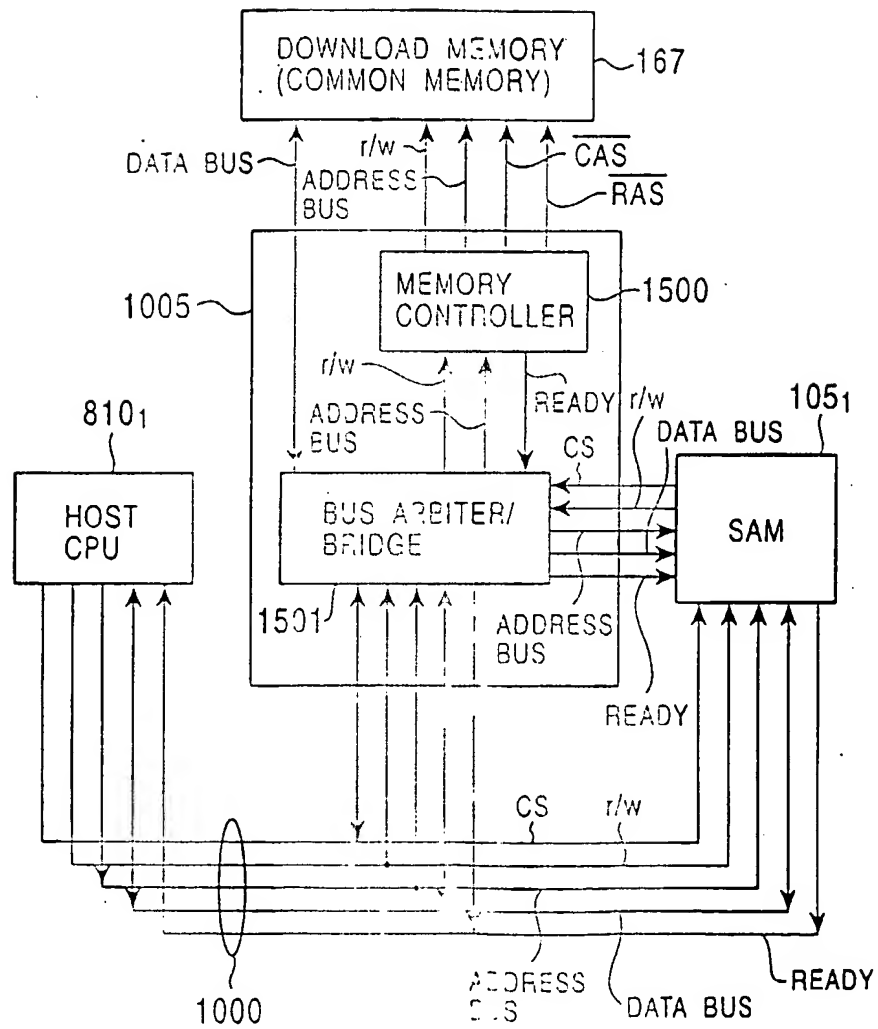 DOWNLOAD MEMORY
(COMMON MEMORY)
167
DATA BUS
r/w
ADDRESS
BUS
CAS
RAS
1005
MEMORY
CONTROLLER
1500
r/w
ADDRESS
BUS
READY
r/w
DATA BUS
CS
810₁
105₁
HOST
CPU
BUS ARBITER/
BRIDGE
SAM
1501
ADDRESS
BUS
READY
CS
r/w
1000
ADDRESS
BUS
DATA BUS
READY